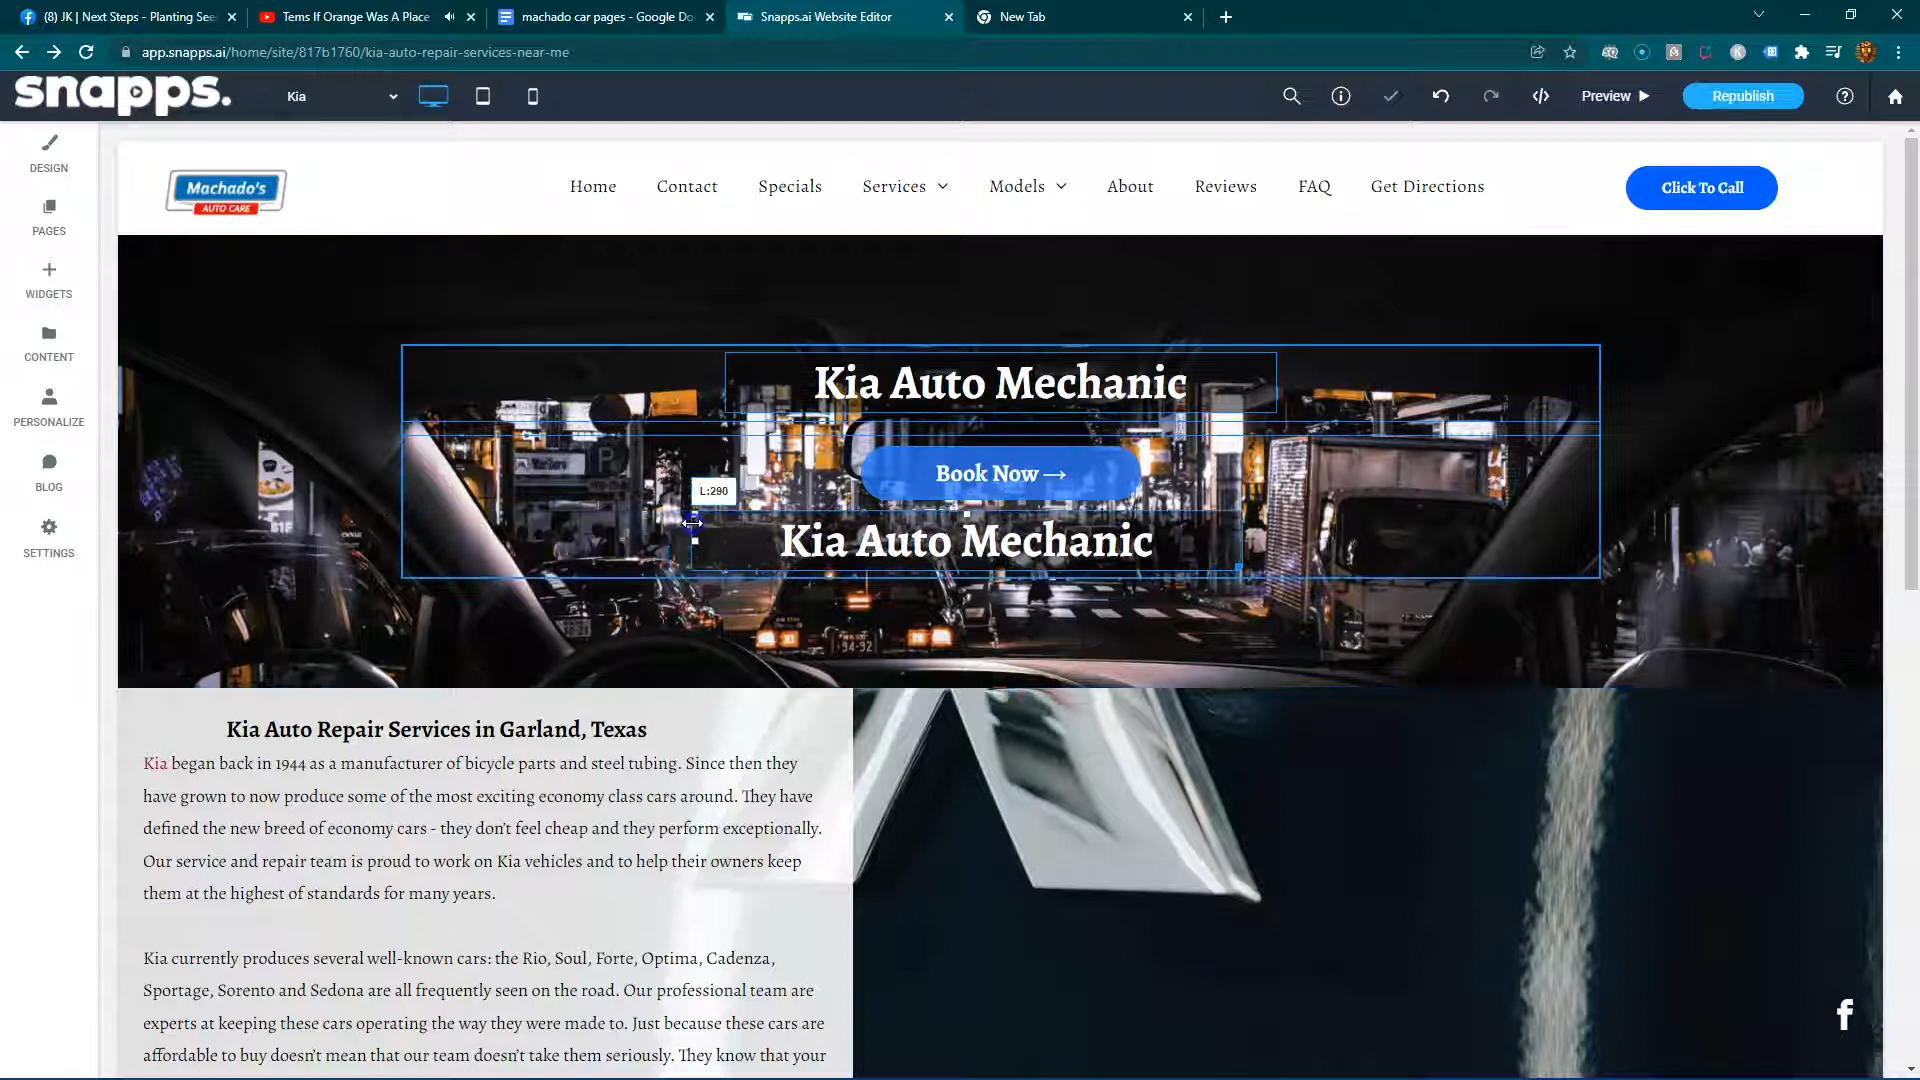 (8) JK | Next Steps - Planting See
Tems If Orange Was A Place
machado car pages - Google Do
Snapps.ai Website Editor
New Tab
app.snapps.ai/home/site/817b1760/kia-auto-repair-services-near-me
snapps.
Kia
Preview
Republish
DESIGN
PAGES
WIDGETS
CONTENT
PERSONALIZE
BLOG
SETTINGS
Machado's
AUTO CARE
Home
Contact
Specials
Services
Models
About
Reviews
FAQ
Get Directions
Click To Call
Kia Auto Mechanic
Book Now →
L:290
Kia Auto Mechanic
Kia Auto Repair Services in Garland, Texas
Kia began back in 1944 as a manufacturer of bicycle parts and steel tubing. Since then they
have grown to now produce some of the most exciting economy class cars around. They have
defined the new breed of economy cars - they don't feel cheap and they perform exceptionally.
Our service and repair team is proud to work on Kia vehicles and to help their owners keep
them at the highest of standards for many years.
Kia currently produces several well-known cars: the Rio, Soul, Forte, Optima, Cadenza,
Sportage, Sorento and Sedona are all frequently seen on the road. Our professional team are
experts at keeping these cars operating the way they were made to. Just because these cars are
affordable to buy doesn't mean that our team doesn't take them seriously. They know that your